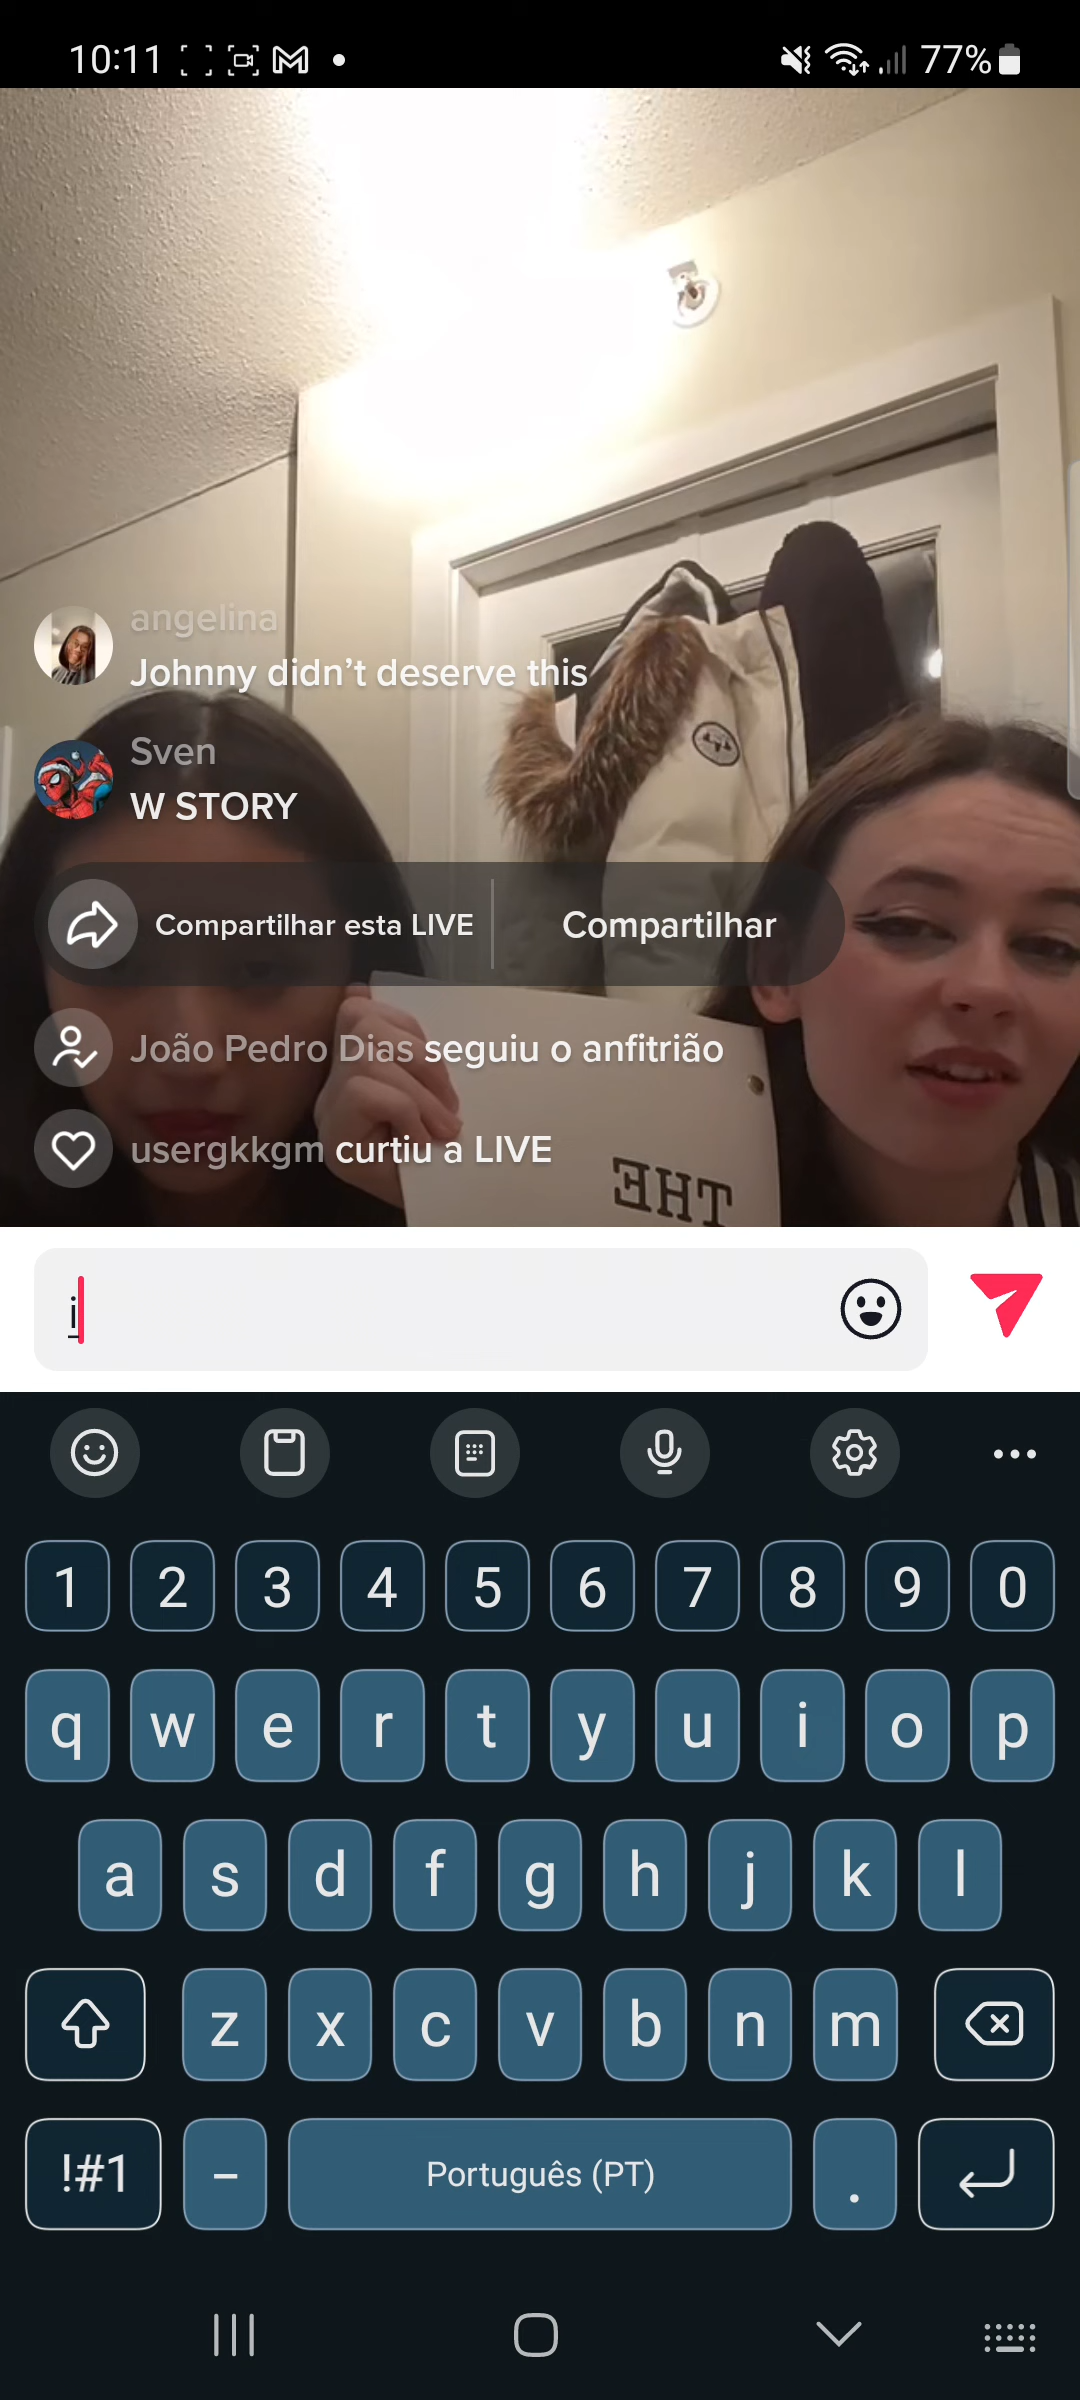 10:11
77%
angelina
Johnny didn’t deserve this
Sven
W STORY
Compartilhar esta LIVE
Compartilhar
João Pedro Dias seguiu o anfitrião
usergkkgm curtiu a LIVE
THE
i
1 2 3 4 5 6 7 8 9 0
q w e r t y u i o p
a s d f g h j k l
z x c v b n m
!#1 – Português (PT) .